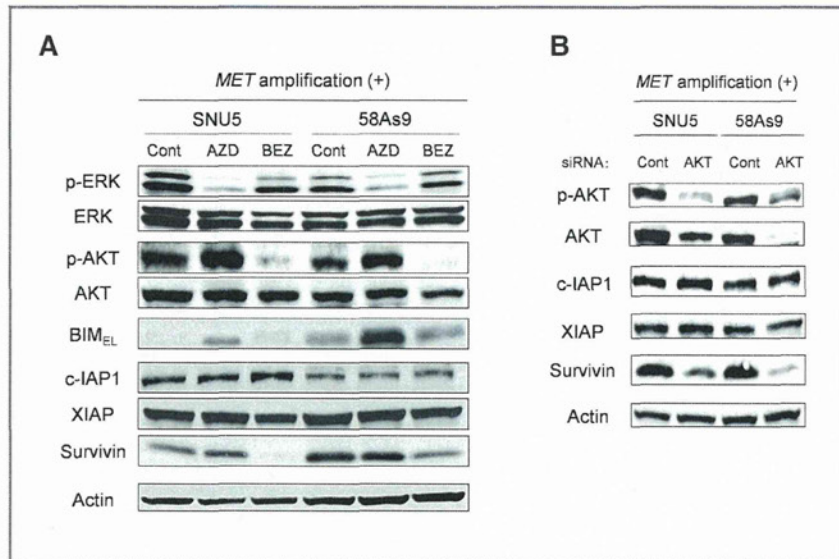 A
MET amplification (+)
SNU5 58As9
Cont AZD BEZ Cont AZD BEZ
p-ERK
ERK
p-AKT
AKT
BIMEL
c-IAP1
XIAP
Survivin
Actin
B
MET amplification (+)
SNU5 58As9
siRNA: Cont AKT Cont AKT
p-AKT
AKT
c-IAP1
XIAP
Survivin
Actin